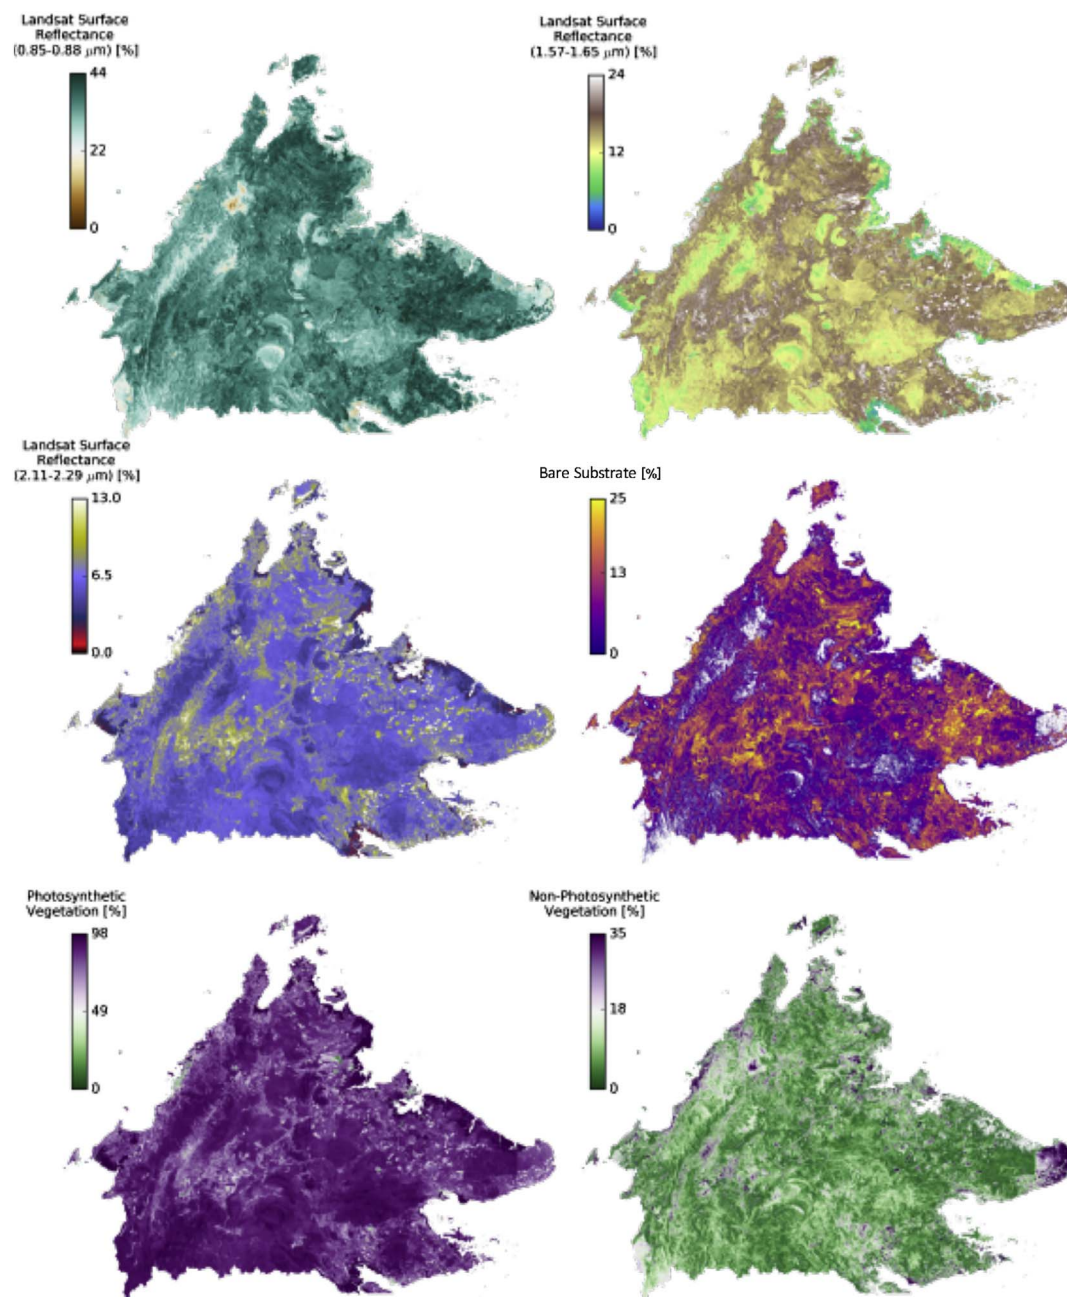 Landsat Surface
Reflectance
(0.85-0.88 μm) [%]
44
22
0
Landsat Surface
Reflectance
(1.57-1.65 μm) [%]
24
12
0
Landsat Surface
Reflectance
(2.11-2.29 μm) [%]
13.0
6.5
0.0
Bare Substrate [%]
25
13
0
Photosynthetic
Vegetation [%]
98
49
0
Non-Photosynthetic
Vegetation [%]
35
18
0